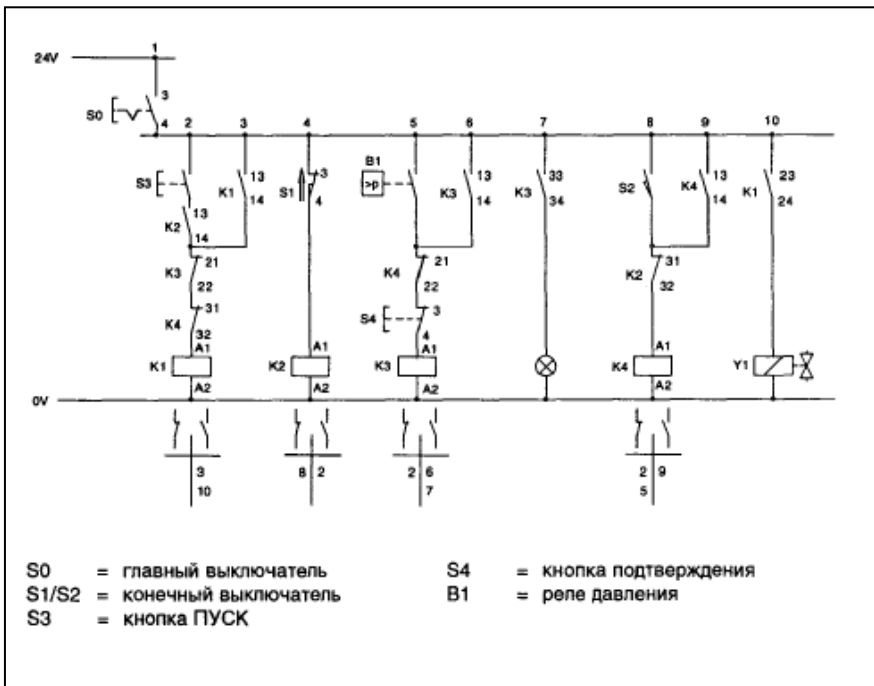 1
24V
3
S0
4
2 3 4 5 6 7 8 9 10
B1
S3 K1 13 14 S1 3 4 >p K3 13 14 K3 33 34 S2 K4 13 14 K1 23 24
K2 13 14
K3 21 22 K4 21 22 K2 31 32
K4 31 32 S4 3 4
A1 A1 A1 A1
K1 K2 K3 K4 Y1
A2 A2 A2 A2
0V
3 8 2 2 6 2 9
10 7 5
S0 = главный выключатель S4 = кнопка подтверждения
S1/S2 = конечный выключатель B1 = реле давления
S3 = кнопка ПУСК